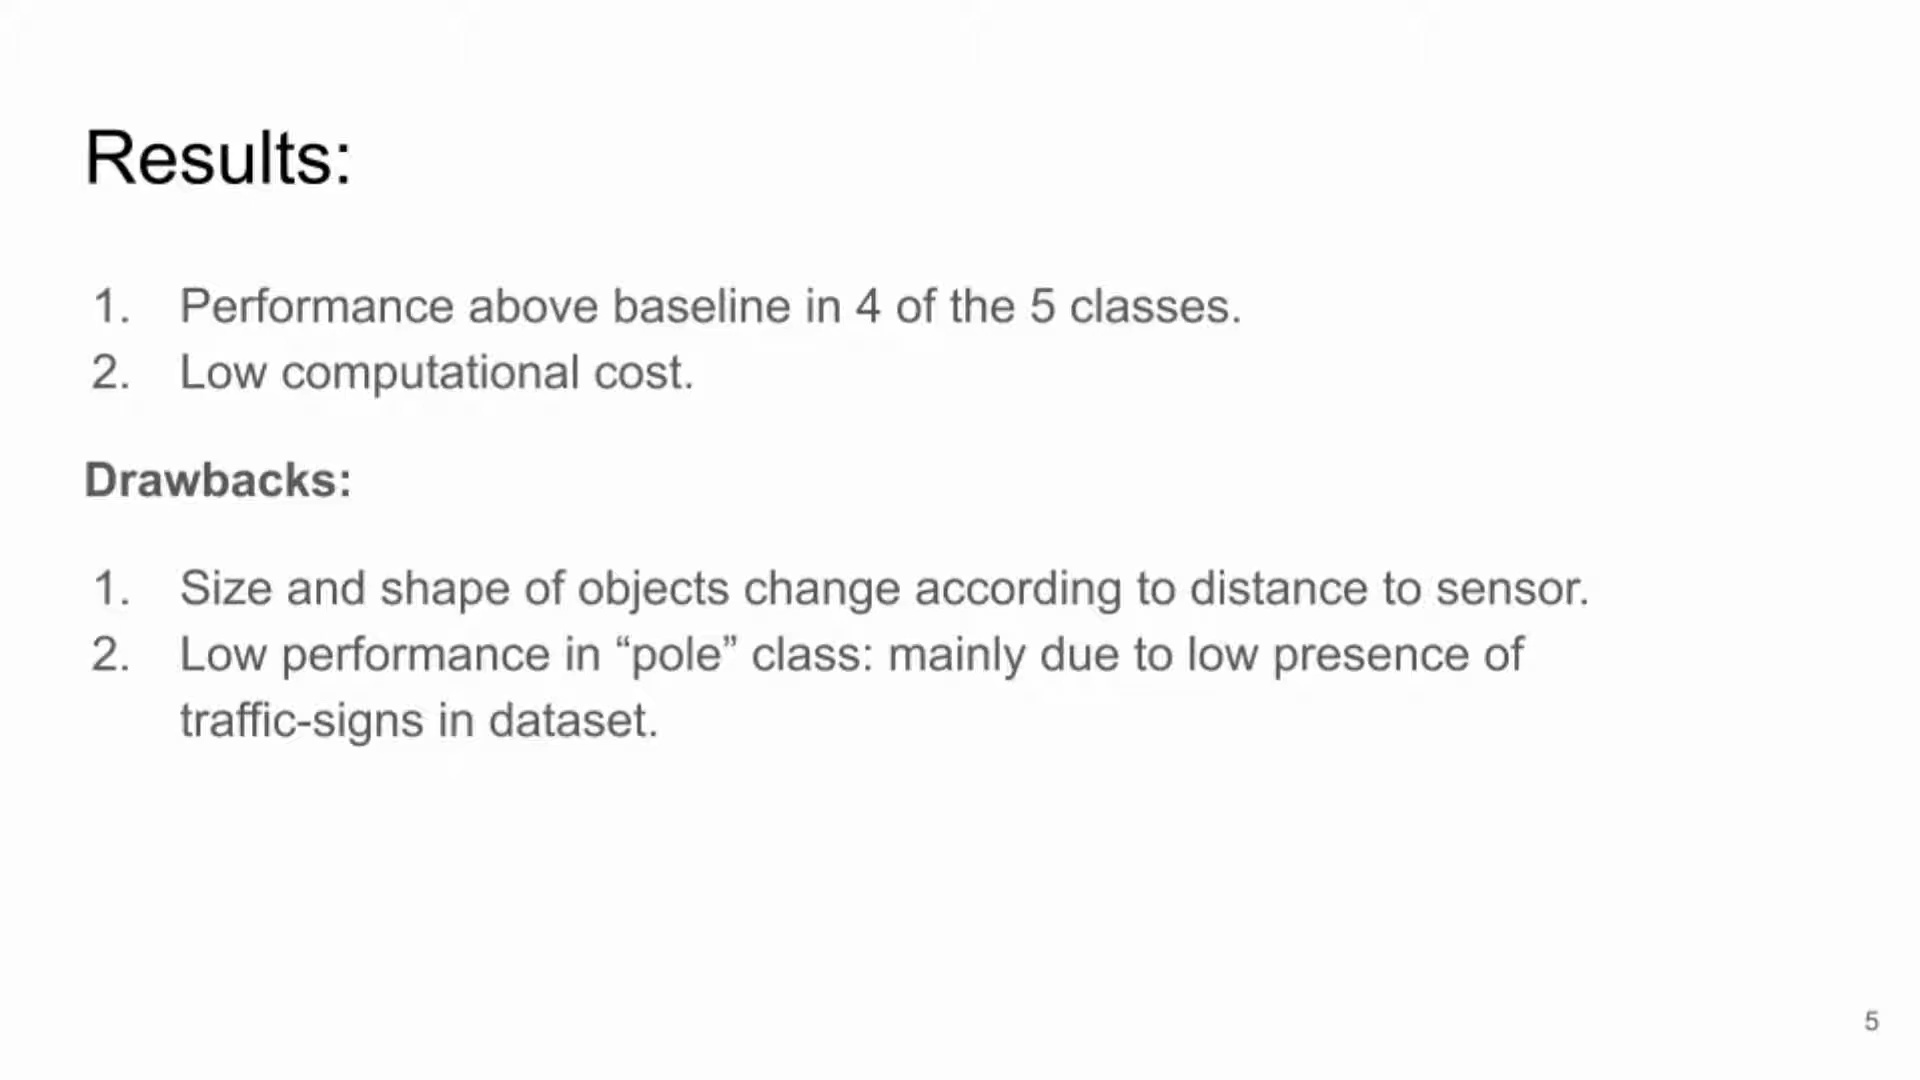 Results:
1. Performance above baseline in 4 of the 5 classes.
2. Low computational cost.
Drawbacks:
1. Size and shape of objects change according to distance to sensor.
2. Low performance in “pole” class: mainly due to low presence of
traffic-signs in dataset.
5